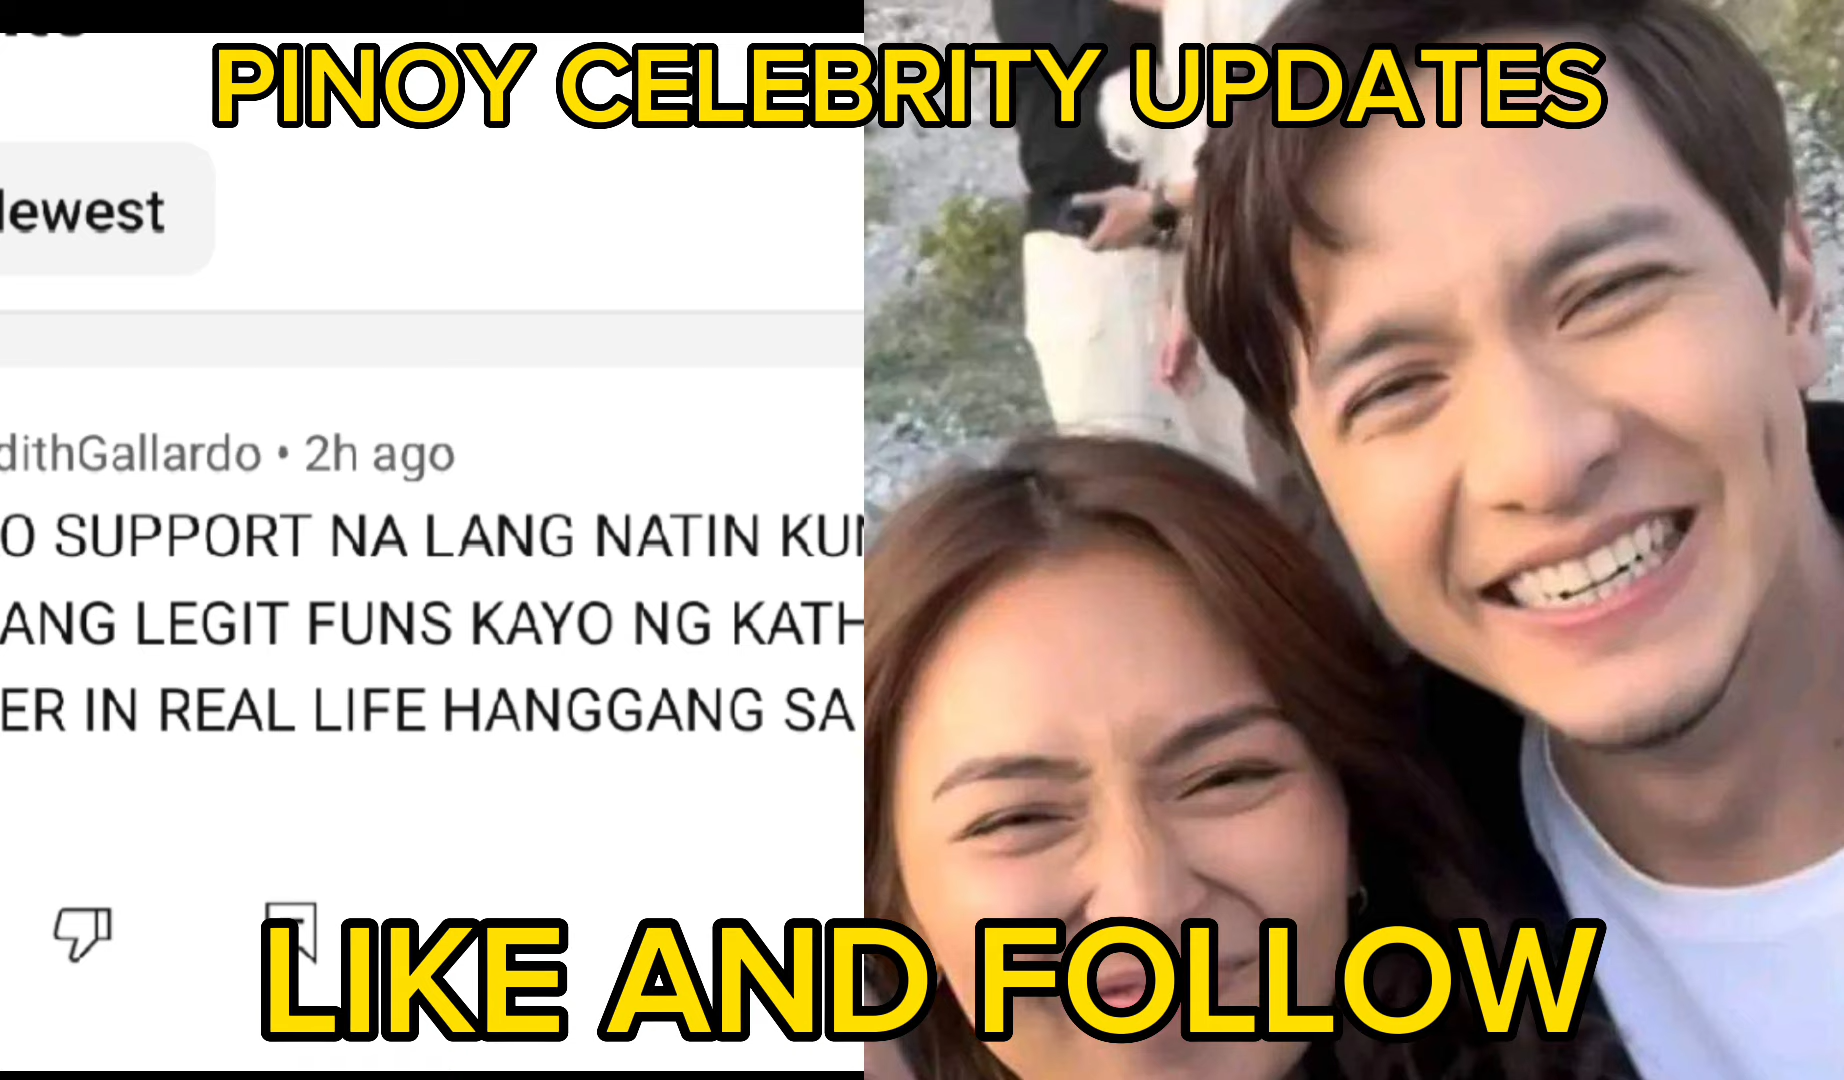 PINOY CELEBRITY UPDATES
lewest
dithGallardo • 2h ago
O SUPPORT NA LANG NATIN KU
ANG LEGIT FUNS KAYO NG KATH
ER IN REAL LIFE HANGGANG SA
LIKE AND FOLLOW